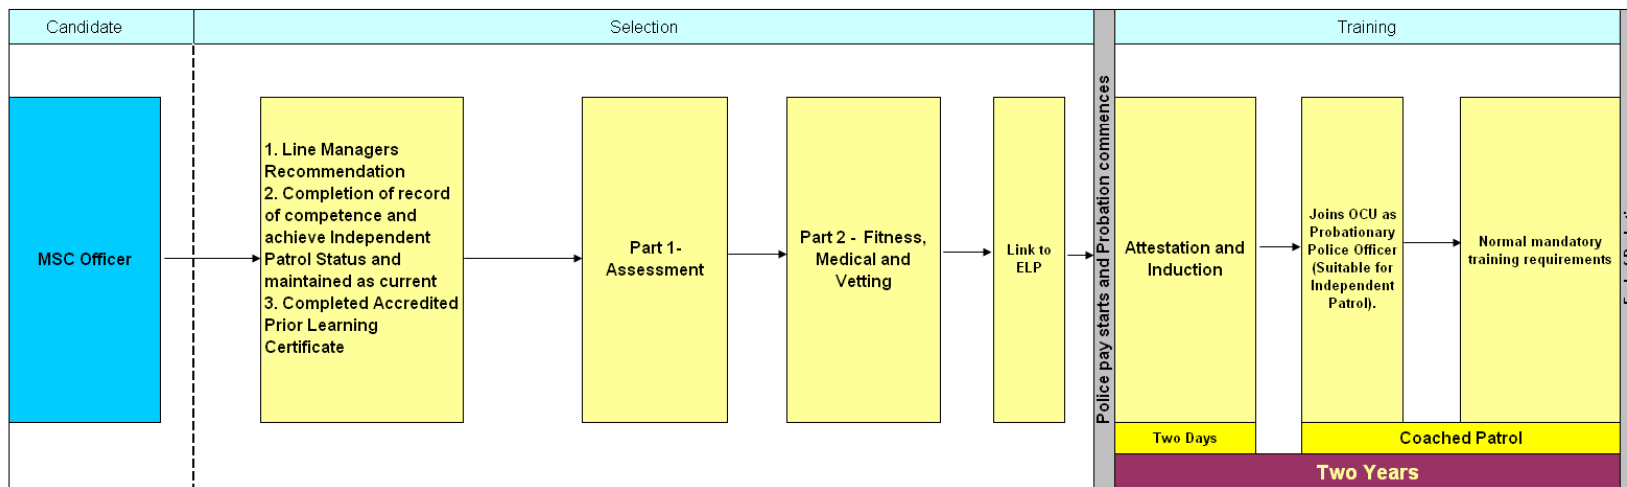 Candidate
Selection
Training
MSC Officer
1. Line Managers
Recommendation
2. Completion of record
of competence and
achieve Independent
Patrol Status and
maintained as current
3. Completed Accredited
Prior Learning
Certificate
Part 1-
Assessment
Part 2 - Fitness,
Medical and
Vetting
Link to
ELP
Police pay starts and Probation commences
Attestation and
Induction
Joins OCU as
Probationary
Police Officer
(Suitable for
Independent
Patrol).
Normal mandatory
training requirements
Two Days
Coached Patrol
Two Years